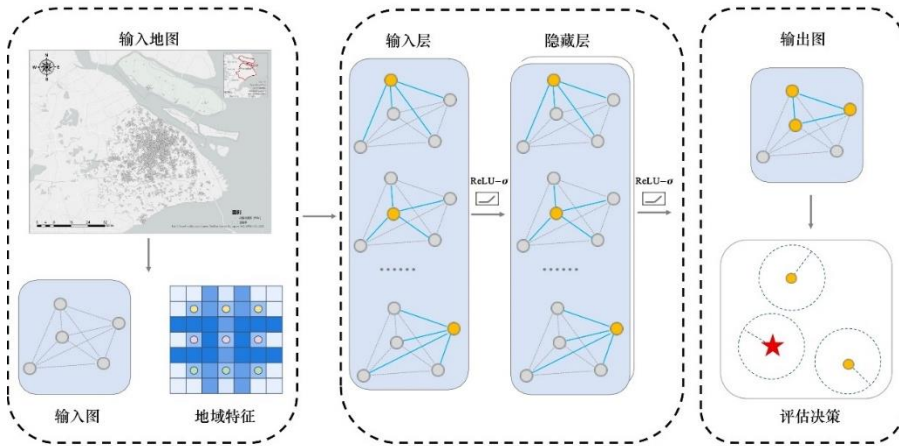 输入地图
N
W
E
S
输入图
地域特征
输入层
隐藏层
ReLU-σ
ReLU-σ
......
......
输出图
评估决策